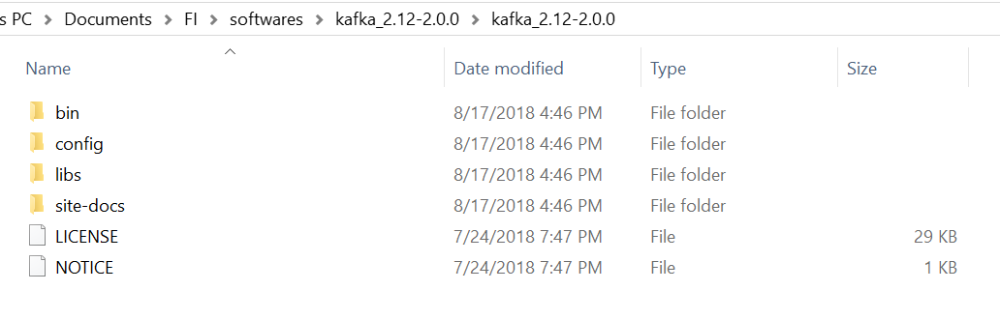 s PC > Documents > FI > softwares > kafka_2.12-2.0.0 > kafka_2.12-2.0.0
Name Date modified Type Size
bin 8/17/2018 4:46 PM File folder
config 8/17/2018 4:46 PM File folder
libs 8/17/2018 4:46 PM File folder
site-docs 8/17/2018 4:46 PM File folder
LICENSE 7/24/2018 7:47 PM File 29 KB
NOTICE 7/24/2018 7:47 PM File 1 KB